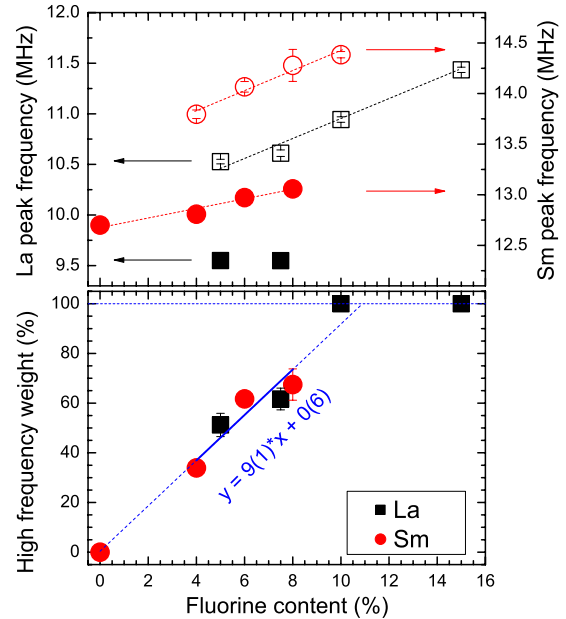 12.0
11.5
11.0
10.5
10.0
9.5
La peak frequency (MHz)
14.5
14.0
13.5
13.0
12.5
Sm peak frequency (MHz)
100
80
60
40
20
0
High frequency weight (%)
y = 9(1)*x + 0(6)
La
Sm
0 2 4 6 8 10 12 14 16
Fluorine content (%)